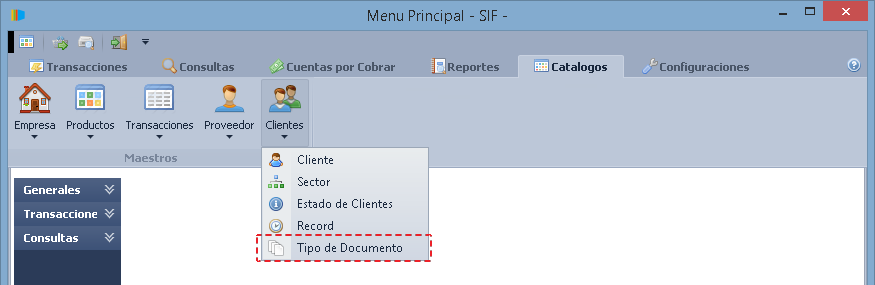 Menu Principal - SIF -
Transacciones
Consultas
Cuentas por Cobrar
Reportes
Catalogos
Configuraciones
Empresa
Productos
Transacciones
Proveedor
Clientes
Maestros
Cliente
Sector
Estado de Clientes
Record
Tipo de Documento
Generales
Transaccione
Consultas